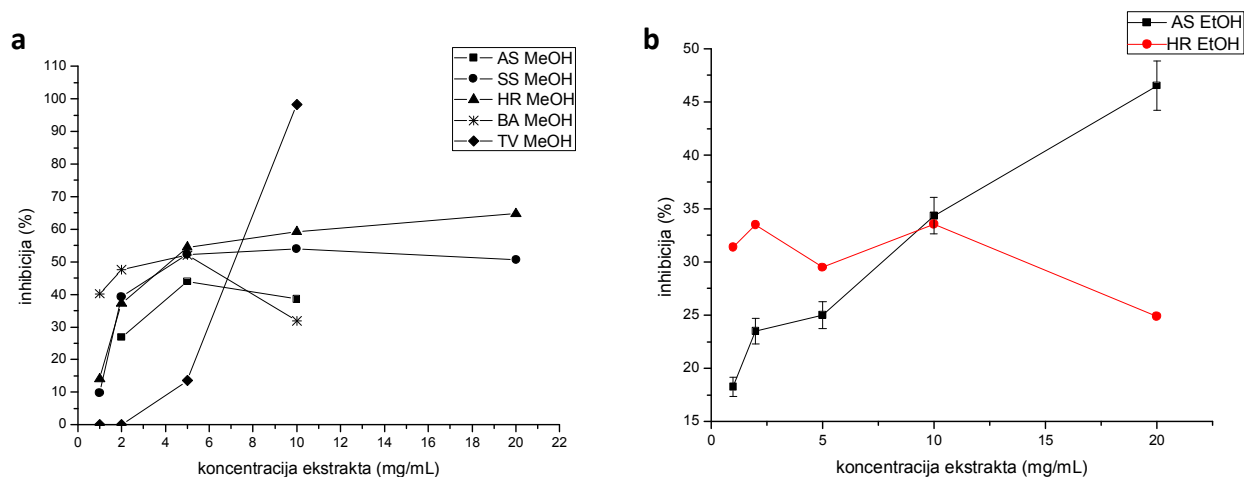 a
AS MeOH
SS MeOH
HR MeOH
BA MeOH
TV MeOH
110
100
90
80
70
60
50
40
30
20
10
0
inhibicija (%)
0 2 4 6 8 10 12 14 16 18 20 22
koncentracija ekstrakta (mg/mL)
b
AS EtOH
HR EtOH
50
45
40
35
30
25
20
15
inhibicija (%)
0 5 10 15 20
koncentracija ekstrakta (mg/mL)